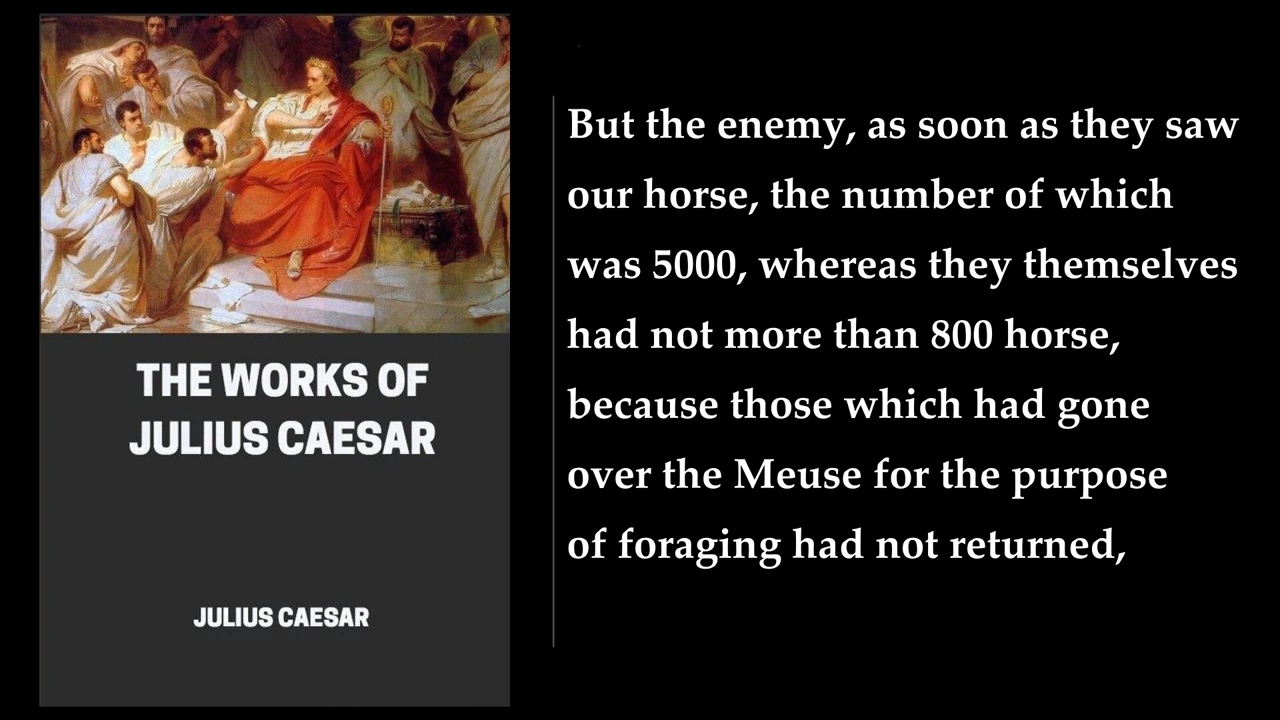 THE WORKS OF
JULIUS CAESAR
JULIUS CAESAR
But the enemy, as soon as they saw
our horse, the number of which
was 5000, whereas they themselves
had not more than 800 horse,
because those which had gone
over the Meuse for the purpose
of foraging had not returned,